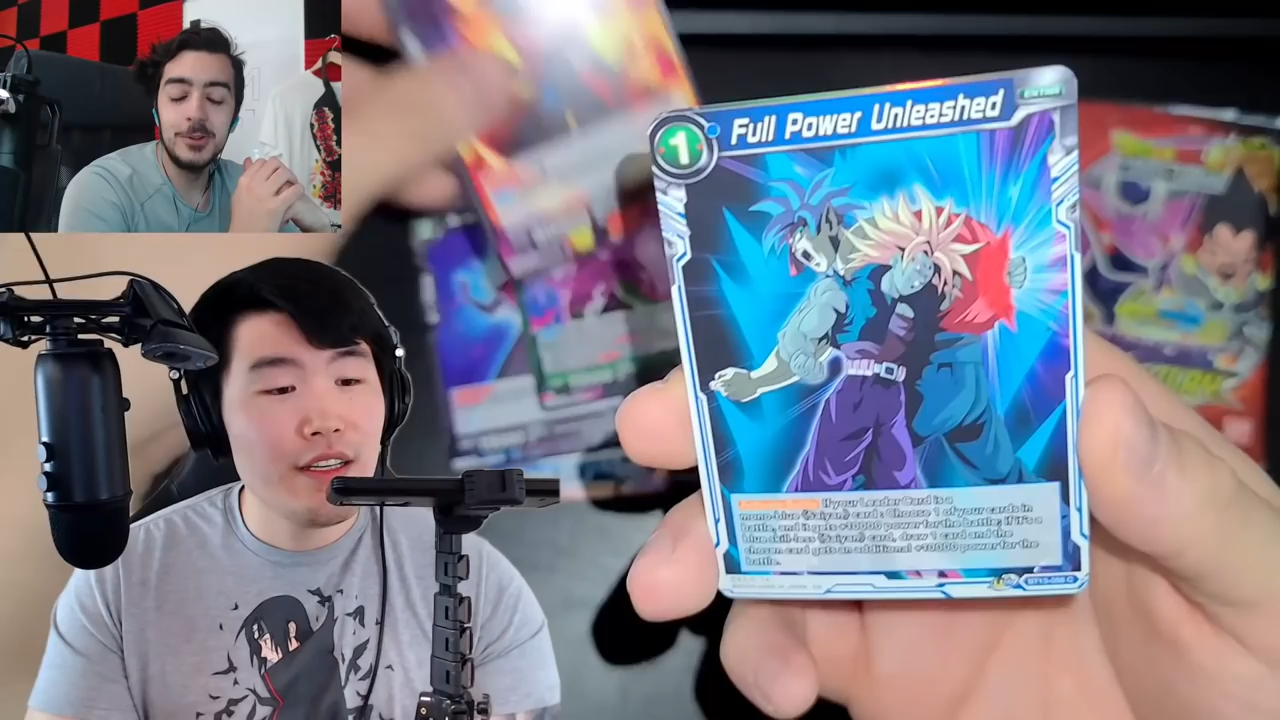 1
Full Power Unleashed
EXTRA
If your Leader Card is a
mono-blue 《Saiyan》 card : Choose 1 of your cards in
battle, and it gets +10000 power for the battle; if it's a
blue skill-less 《Saiyan》 card, draw 1 card and the
chosen card gets an additional +10000 power for the
battle.